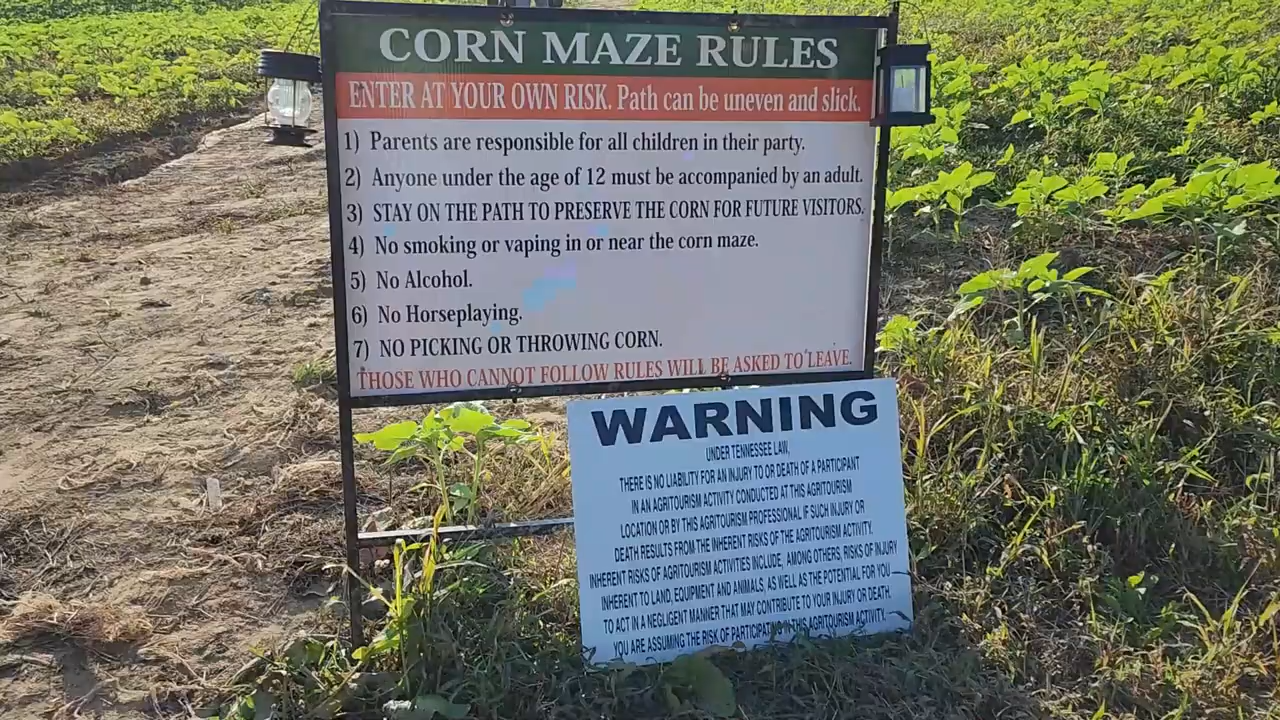 CORN MAZE RULES
ENTER AT YOUR OWN RISK. Path can be uneven and slick.
1) Parents are responsible for all children in their party.
2) Anyone under the age of 12 must be accompanied by an adult.
3) STAY ON THE PATH TO PRESERVE THE CORN FOR FUTURE VISITORS.
4) No smoking or vaping in or near the corn maze.
5) No Alcohol.
6) No Horseplaying.
7) NO PICKING OR THROWING CORN.
THOSE WHO CANNOT FOLLOW RULES WILL BE ASKED TO LEAVE.
WARNING
UNDER TENNESSEE LAW,
THERE IS NO LIABILITY FOR AN INJURY TO OR DEATH OF A PARTICIPANT
IN AN AGRITOURISM ACTIVITY CONDUCTED AT THIS AGRITOURISM
LOCATION OR BY THIS AGRITOURISM PROFESSIONAL IF SUCH INJURY OR
DEATH RESULTS FROM THE INHERENT RISKS OF THE AGRITOURISM ACTIVITY.
INHERENT RISKS OF AGRITOURISM ACTIVITIES INCLUDE, AMONG OTHERS, RISKS OF INJURY
INHERENT TO LAND, EQUIPMENT AND ANIMALS, AS WELL AS THE POTENTIAL FOR YOU
TO ACT IN A NEGLIGENT MANNER THAT MAY CONTRIBUTE TO YOUR INJURY OR DEATH.
YOU ARE ASSUMING THE RISK OF PARTICIPATING IN THIS AGRITOURISM ACTIVITY.